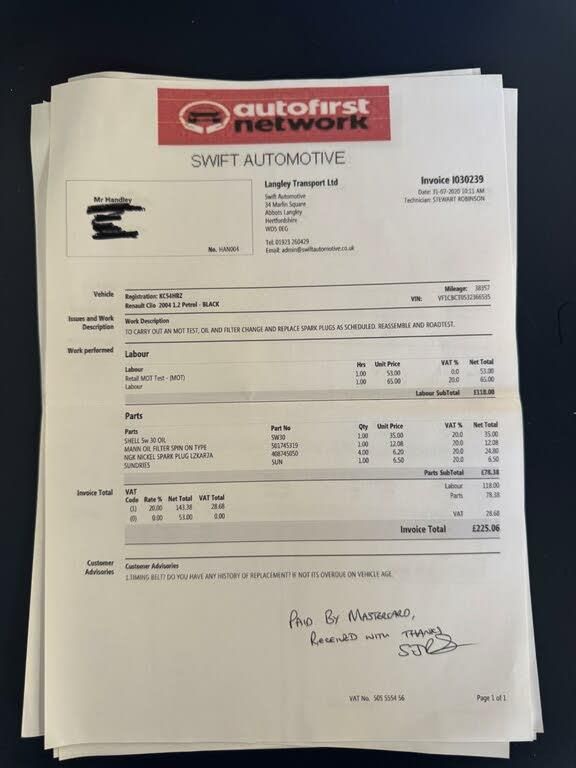 autofirst
network
SWIFT AUTOMOTIVE
Mr Handley
No. HAN004
Langley Transport Ltd
Swift Automotive
34 Marlin Square
Abbots Langley
Hertfordshire
WD5 0EG
Tel: 01923 260429
Email: admin@swiftautomotive.co.uk
Invoice I030239
Date: 31-07-2020 10:11 AM
Technician: STEWART ROBINSON
Vehicle Registration: KC54HBZ Mileage: 38357
Renault Clio 2004 1.2 Petrol - BLACK VIN: VF1CBCT0532366535
Issues and Work Description Work Description
TO CARRY OUT AN MOT TEST, OIL AND FILTER CHANGE AND REPLACE SPARK PLUGS AS SCHEDULED. REASSEMBLE AND ROADTEST.
Work performed Labour
Labour Hrs Unit Price VAT % Net Total
Retail MOT Test - (MOT) 1.00 53.00 0.0 53.00
Labour 1.00 65.00 20.0 65.00
Labour SubTotal £118.00
Parts
Parts Part No Qty Unit Price VAT % Net Total
SHELL 5w 30 OIL 5W30 1.00 35.00 20.0 35.00
MANN OIL FILTER SPIN ON TYPE 501745319 1.00 12.08 20.0 12.08
NGK NICKEL SPARK PLUG LZKAR7A 408745050 4.00 6.20 20.0 24.80
SUNDRIES SUN 1.00 6.50 20.0 6.50
Parts SubTotal £78.38
Invoice Total VAT Code Rate % Net Total VAT Total
(1) 20.00 143.38 28.68
(0) 0.00 53.00 0.00
Labour 118.00
Parts 78.38
VAT 28.68
Invoice Total £225.06
Customer Advisories Customer Advisories
1.TIMING BELT? DO YOU HAVE ANY HISTORY OF REPLACEMENT? IF NOT ITS OVERDUE ON VEHICLE AGE.
PAID BY MASTERCARD,
RECEIVED WITH THANKS
VAT No. 505 5554 56 Page 1 of 1